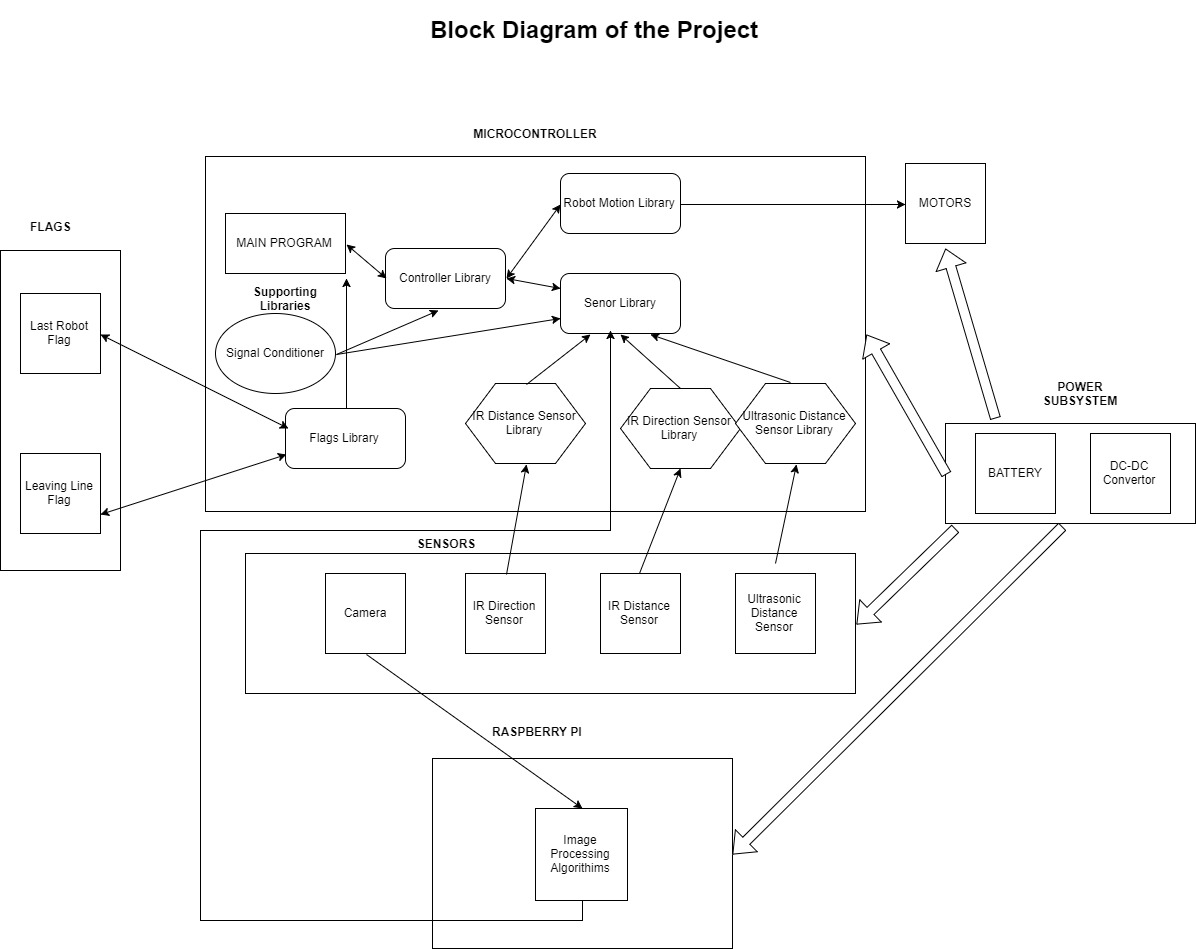 Block Diagram of the Project
MICROCONTROLLER
FLAGS
Last Robot
Flag
Leaving Line
Flag
MAIN PROGRAM
Supporting
Libraries
Signal Conditioner
Flags Library
Controller Library
Robot Motion Library
Senor Library
IR Distance Sensor
Library
IR Direction Sensor
Library
Ultrasonic Distance
Sensor Library
MOTORS
POWER
SUBSYSTEM
BATTERY
DC-DC
Convertor
SENSORS
Camera
IR Direction
Sensor
IR Distance
Sensor
Ultrasonic
Distance
Sensor
RASPBERRY PI
Image
Processing
Algorithims